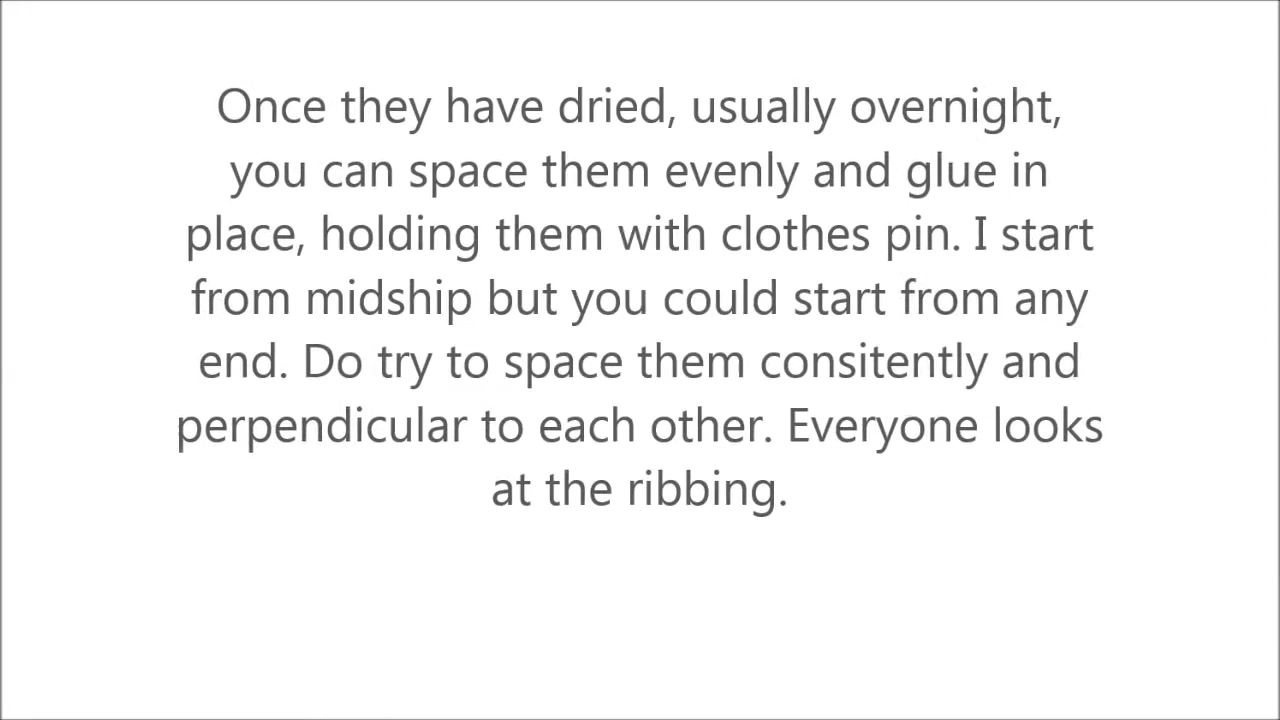 Once they have dried, usually overnight,
you can space them evenly and glue in
place, holding them with clothes pin. I start
from midship but you could start from any
end. Do try to space them consitently and
perpendicular to each other. Everyone looks
at the ribbing.